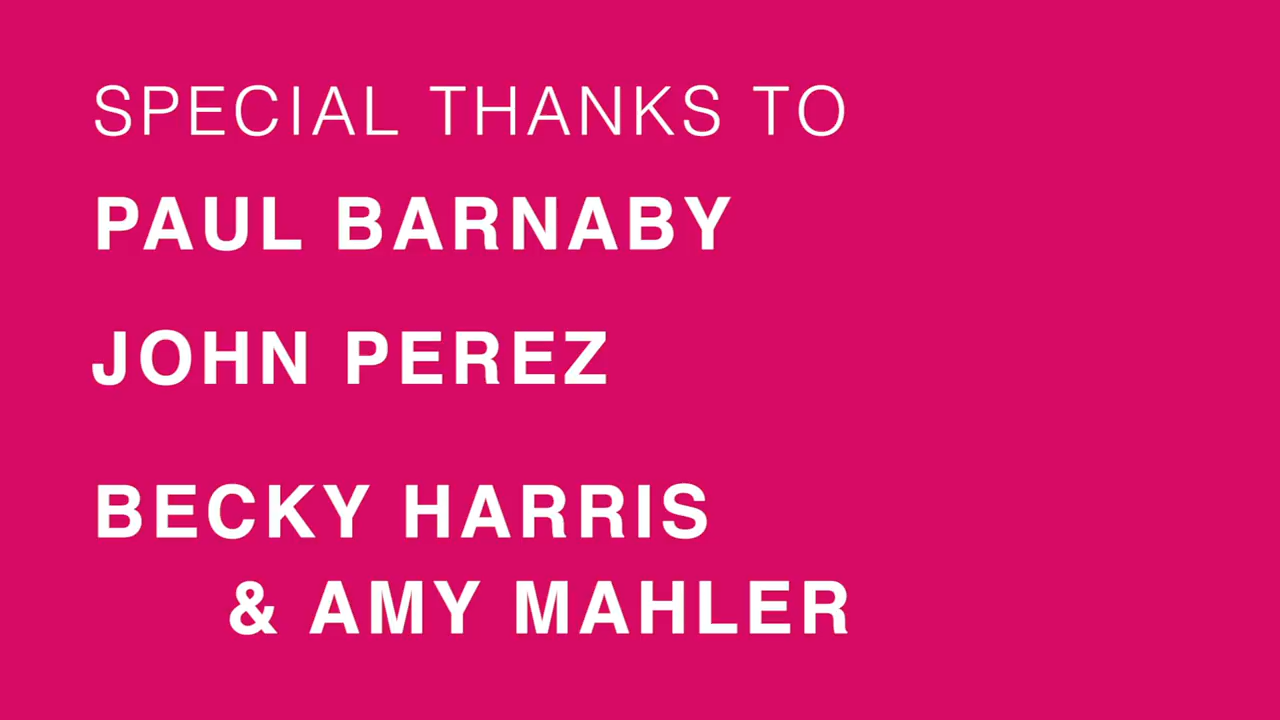 SPECIAL THANKS TO
PAUL BARNABY
JOHN PEREZ
BECKY HARRIS
& AMY MAHLER